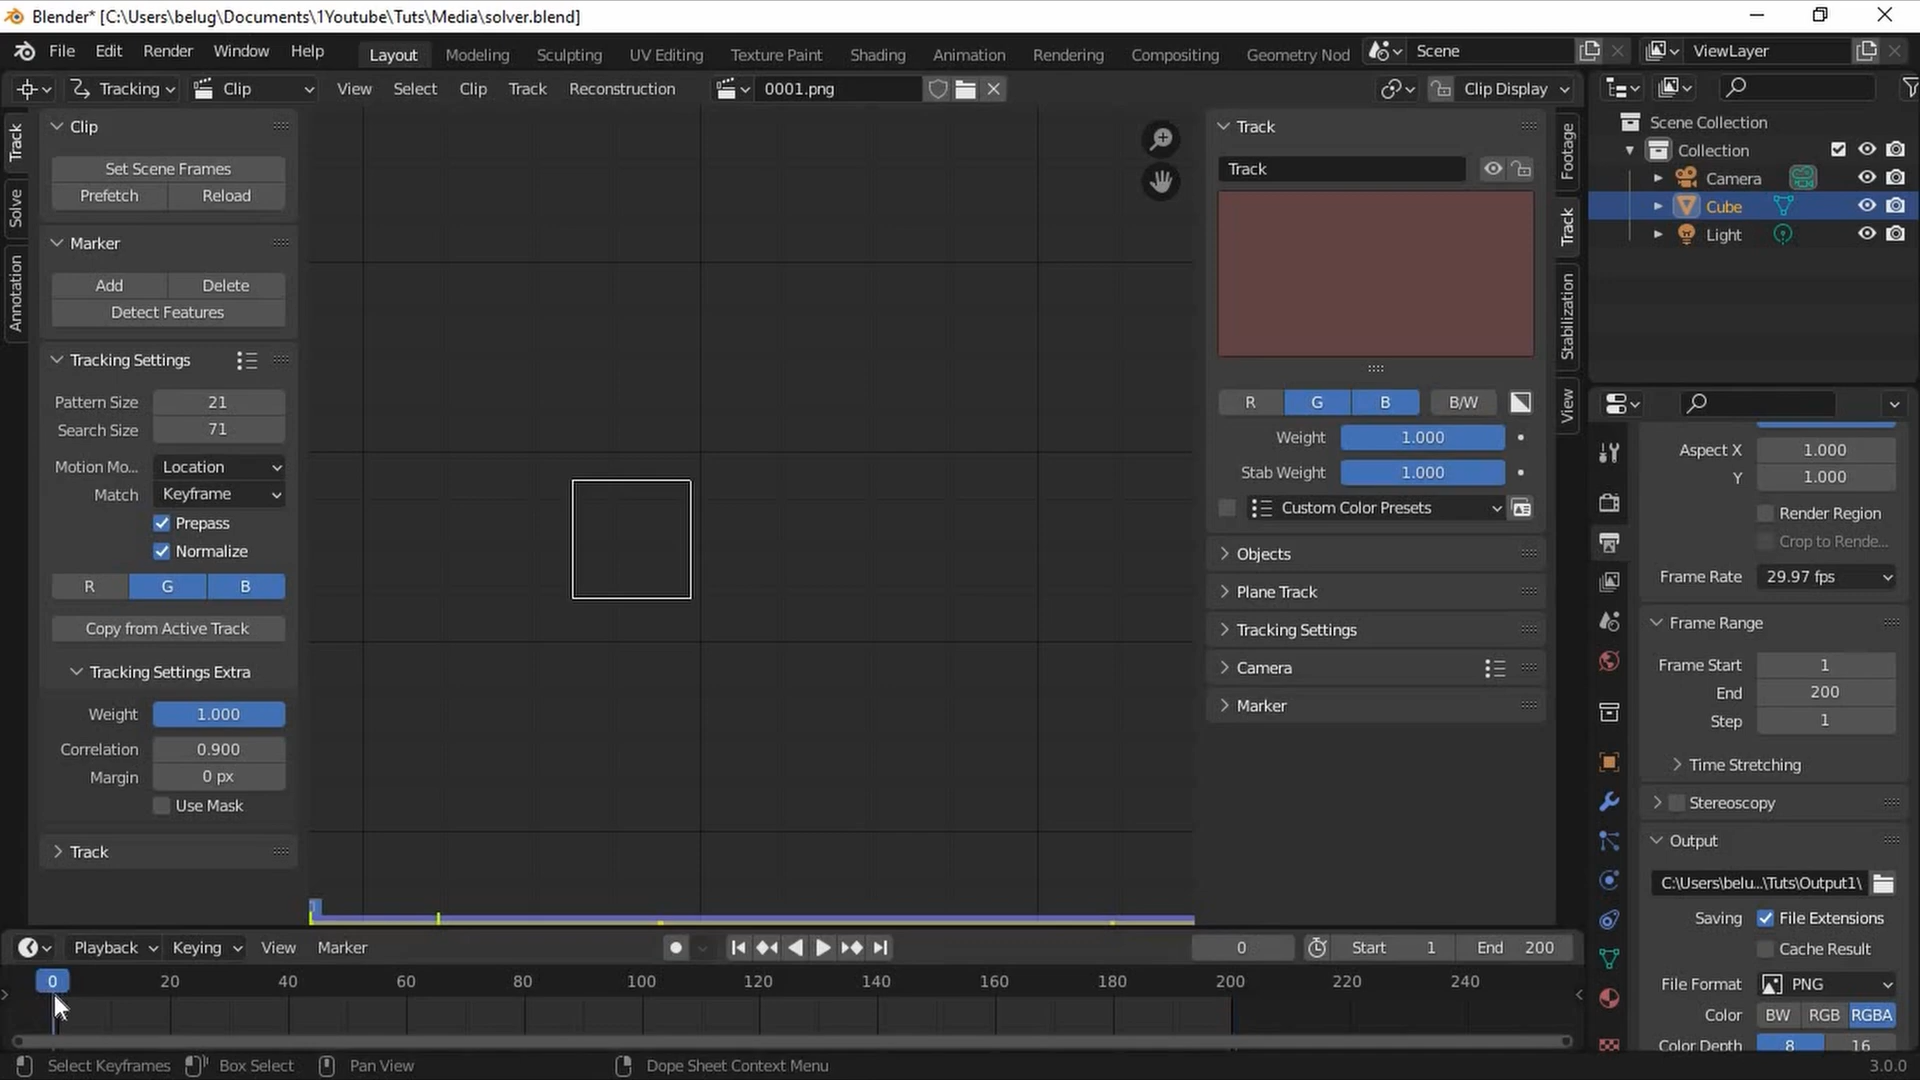 Blender* [C:\Users\belug\Documents\1Youtube\Tuts\Media\solver.blend]
File Edit Render Window Help Layout Modeling Sculpting UV Editing Texture Paint Shading Animation Rendering Compositing Geometry Nod Scene ViewLayer
Tracking Clip View Select Clip Track Reconstruction 0001.png Clip Display
Track
Solve
Annotation
Clip
Set Scene Frames
Prefetch Reload
Marker
Add Delete
Detect Features
Tracking Settings
Pattern Size 21
Search Size 71
Motion Mo... Location
Match Keyframe
Prepass
Normalize
R G B
Copy from Active Track
Tracking Settings Extra
Weight 1.000
Correlation 0.900
Margin 0 px
Use Mask
Track
1
Track
Track
R G B B/W
Weight 1.000
Stab Weight 1.000
Custom Color Presets
Objects
Plane Track
Tracking Settings
Camera
Marker
Footage
Track
Stabilization
View
Scene Collection
Collection
Camera
Cube
Light
Aspect X 1.000
Y 1.000
Render Region
Crop to Rende...
Frame Rate 29.97 fps
Frame Range
Frame Start 1
End 200
Step 1
Time Stretching
Stereoscopy
Output
C:\Users\belu...\Tuts\Output1\
Saving File Extensions
Cache Result
File Format PNG
Color BW RGB RGBA
Color Depth 8 16
Playback Keying View Marker 0 Start 1 End 200
0 20 40 60 80 100 120 140 160 180 200 220 240
Select Keyframes Box Select Pan View Dope Sheet Context Menu 3.0.0